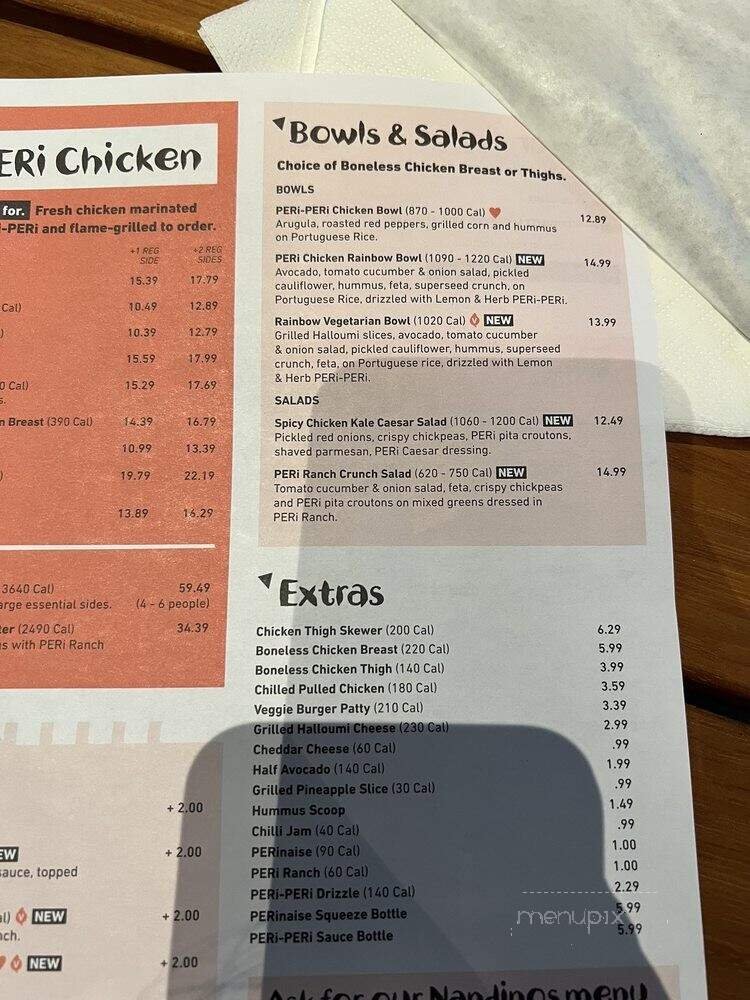 ERi Chicken
for. Fresh chicken marinated
i-PERi and flame-grilled to order.
+1 REG SIDE +2 REG SIDES
15.39 17.79
Cal) 10.49 12.89
) 10.39 12.79
15.59 17.99
0 Cal) 15.29 17.69
s.
n Breast (390 Cal) 14.39 16.79
10.99 13.39
) 19.79 22.19
13.89 16.29
3640 Cal) 59.49
arge essential sides. (4 - 6 people)
ter (2490 Cal) 34.39
s with PERi Ranch
+ 2.00
EW + 2.00
sauce, topped
al) NEW + 2.00
nch.
NEW + 2.00
Bowls & Salads
Choice of Boneless Chicken Breast or Thighs.
BOWLS
PERi-PERi Chicken Bowl (870 - 1000 Cal) ♥ 12.89
Arugula, roasted red peppers, grilled corn and hummus
on Portuguese Rice.
PERi Chicken Rainbow Bowl (1090 - 1220 Cal) NEW 14.99
Avocado, tomato cucumber & onion salad, pickled
cauliflower, hummus, feta, superseed crunch, on
Portuguese Rice, drizzled with Lemon & Herb PERi-PERi.
Rainbow Vegetarian Bowl (1020 Cal) NEW 13.99
Grilled Halloumi slices, avocado, tomato cucumber
& onion salad, pickled cauliflower, hummus, superseed
crunch, feta, on Portuguese rice, drizzled with Lemon
& Herb PERi-PERi.
SALADS
Spicy Chicken Kale Caesar Salad (1060 - 1200 Cal) NEW 12.49
Pickled red onions, crispy chickpeas, PERi pita croutons,
shaved parmesan, PERi Caesar dressing.
PERi Ranch Crunch Salad (620 - 750 Cal) NEW 14.99
Tomato cucumber & onion salad, feta, crispy chickpeas
and PERi pita croutons on mixed greens dressed in
PERi Ranch.
Extras
Chicken Thigh Skewer (200 Cal) 6.29
Boneless Chicken Breast (220 Cal) 5.99
Boneless Chicken Thigh (140 Cal) 3.99
Chilled Pulled Chicken (180 Cal) 3.59
Veggie Burger Patty (210 Cal) 3.39
Grilled Halloumi Cheese (230 Cal) 2.99
Cheddar Cheese (60 Cal) .99
Half Avocado (140 Cal) 1.99
Grilled Pineapple Slice (30 Cal) .99
Hummus Scoop 1.49
Chilli Jam (40 Cal) .99
PERinaise (90 Cal) 1.00
PERi Ranch (60 Cal) 1.00
PERi-PERi Drizzle (140 Cal) 2.29
PERinaise Squeeze Bottle 5.99
PERi-PERi Sauce Bottle 5.99
menupix
Ask for our Nandinos menu